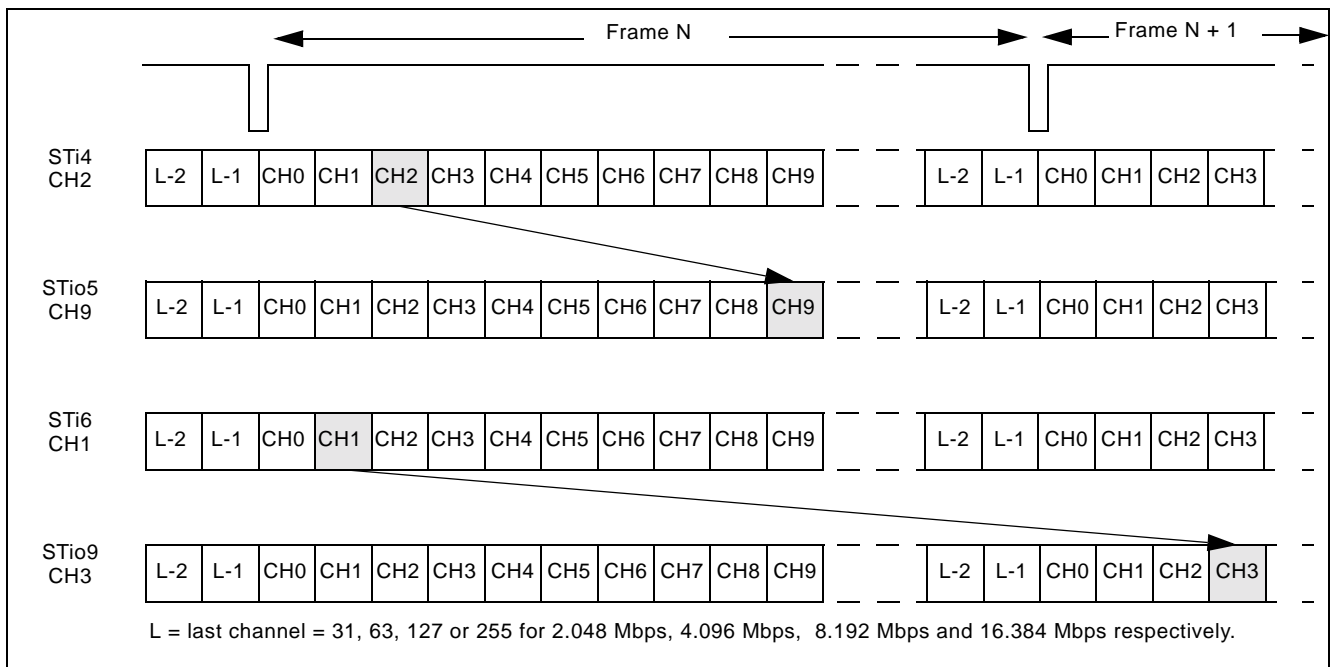 Frame N
Frame N + 1
STi4
CH2
L-2 L-1 CH0 CH1 CH2 CH3 CH4 CH5 CH6 CH7 CH8 CH9 L-2 L-1 CH0 CH1 CH2 CH3
STio5
CH9
L-2 L-1 CH0 CH1 CH2 CH3 CH4 CH5 CH6 CH7 CH8 CH9 L-2 L-1 CH0 CH1 CH2 CH3
STi6
CH1
L-2 L-1 CH0 CH1 CH2 CH3 CH4 CH5 CH6 CH7 CH8 CH9 L-2 L-1 CH0 CH1 CH2 CH3
STio9
CH3
L-2 L-1 CH0 CH1 CH2 CH3 CH4 CH5 CH6 CH7 CH8 CH9 L-2 L-1 CH0 CH1 CH2 CH3
L = last channel = 31, 63, 127 or 255 for 2.048 Mbps, 4.096 Mbps, 8.192 Mbps and 16.384 Mbps respectively.